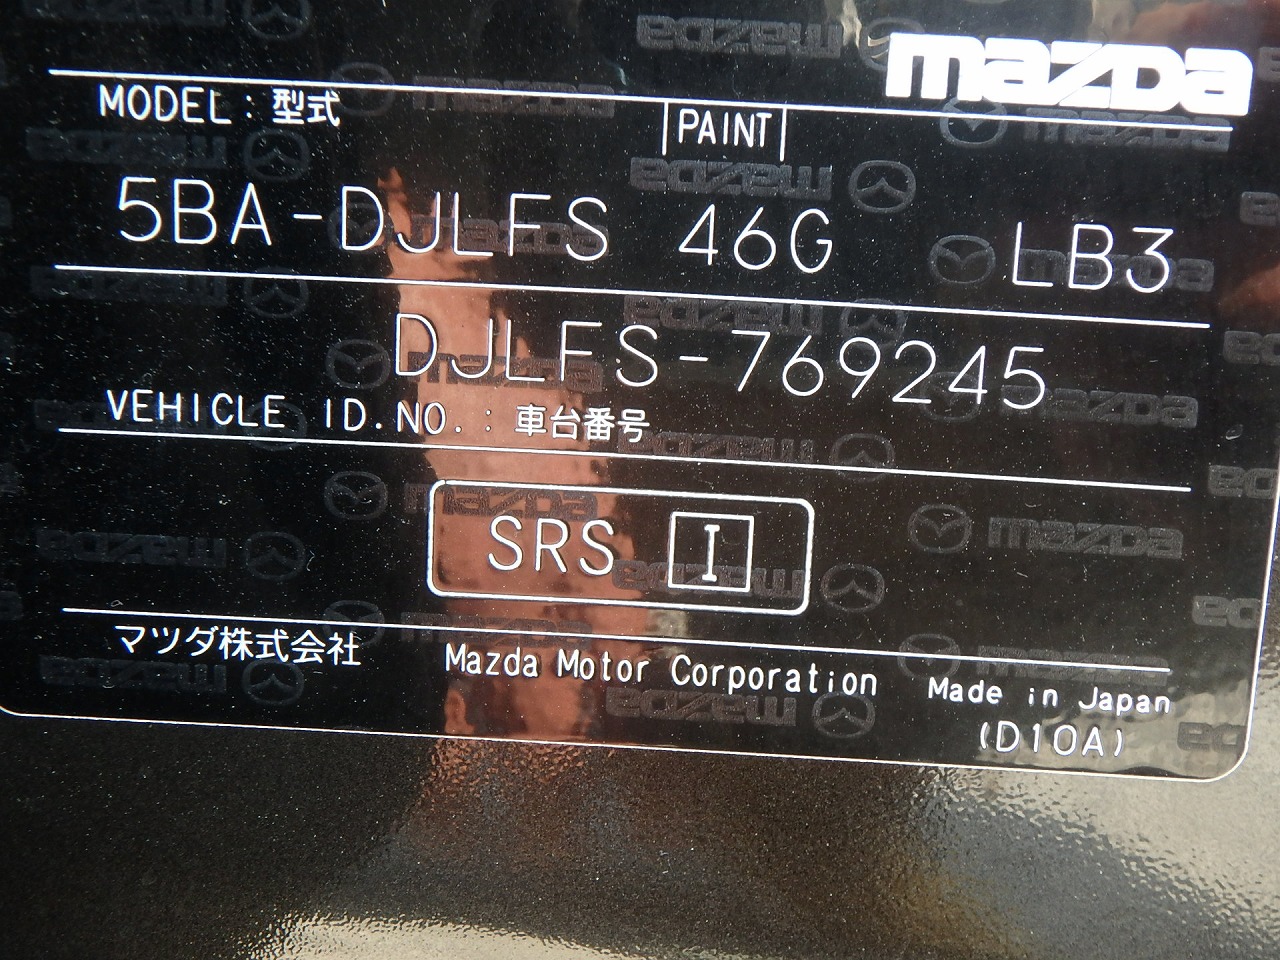 mazda
MODEL : 型式 PAINT
5BA-DJLFS 46G LB3
DJLFS-769245
VEHICLE ID.NO. : 車台番号
SRS I
マツダ株式会社 Mazda Motor Corporation Made in Japan
(D10A)